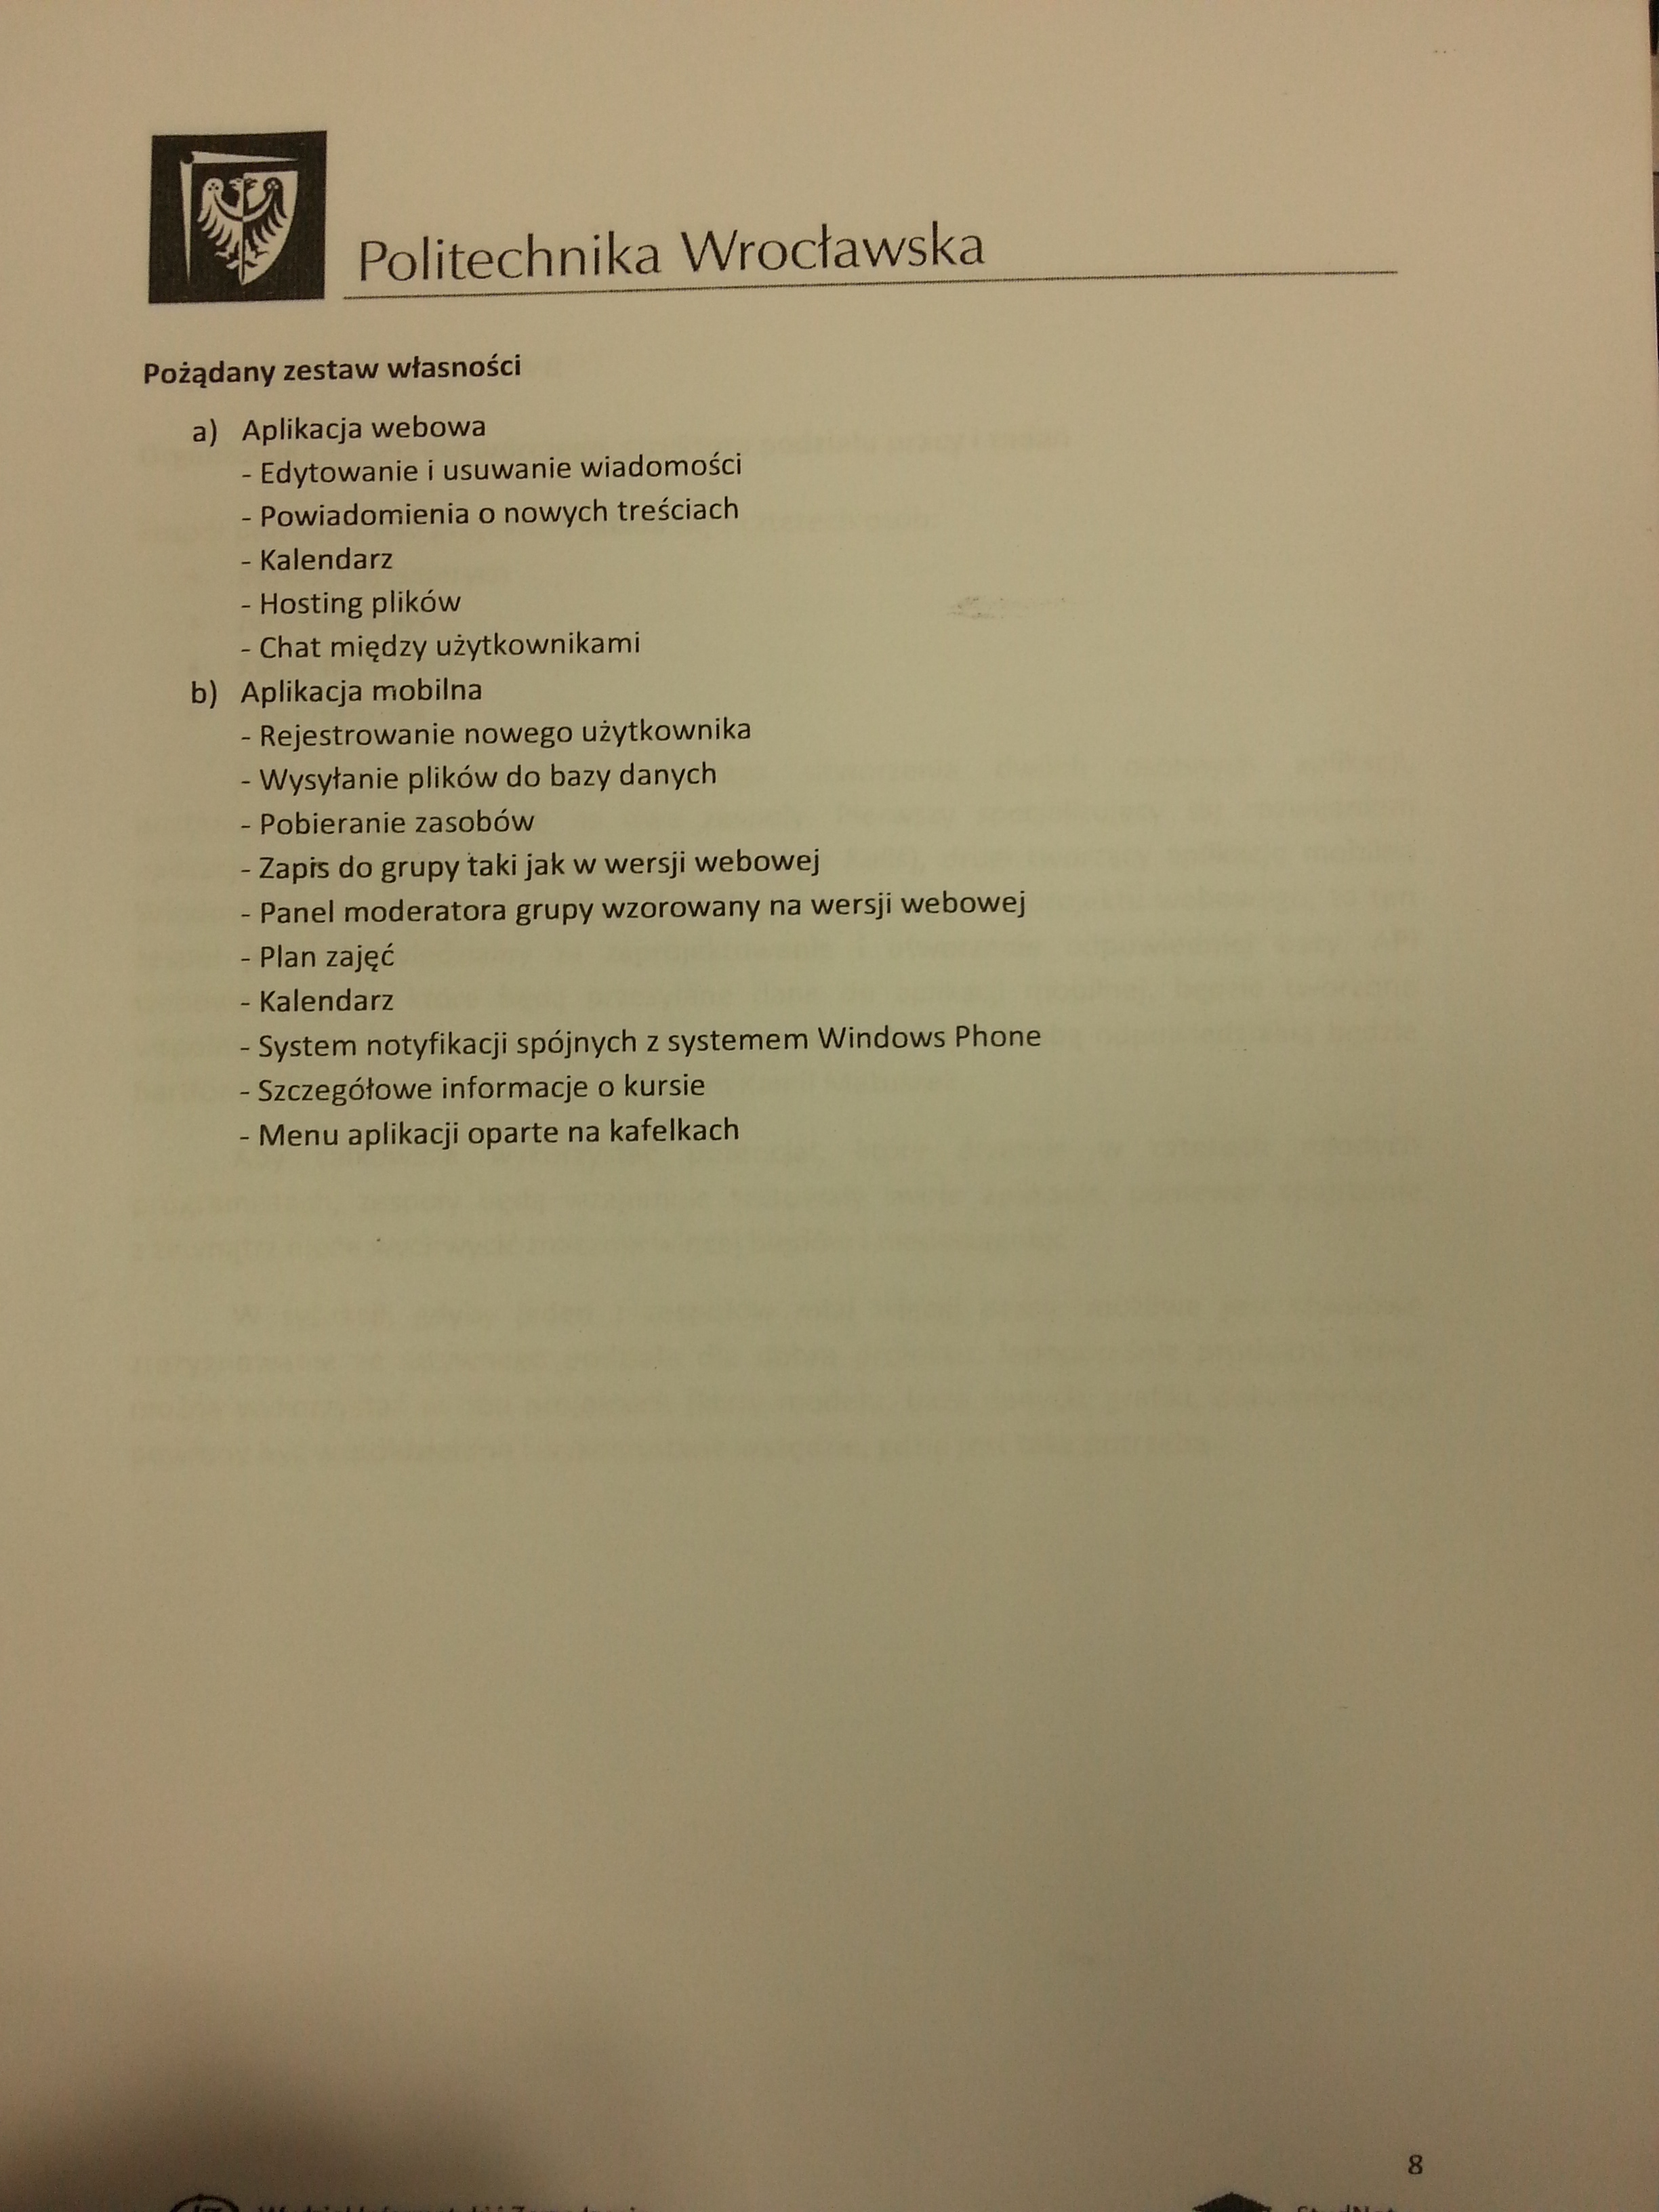 Politechnika Wrocławska
Pożądany zestaw własności
a) Aplikacja webowa
- Edytowanie i usuwanie wiadomości
- Powiadomienia o nowych treściach
- Kalendarz
- Hosting plików
- Chat między użytkownikami
b) Aplikacja mobilna
- Rejestrowanie nowego użytkownika
- Wysyłanie plików do bazy danych
- Pobieranie zasobów
- Zapis do grupy taki jak w wersji webowej
- Panel moderatora grupy wzorowany na wersji webowej
- Plan zajęć
- Kalendarz
- System notyfikacji spójnych z systemem Windows Phone
- Szczegółowe informacje o kursie
- Menu aplikacji oparte na kafelkach
8